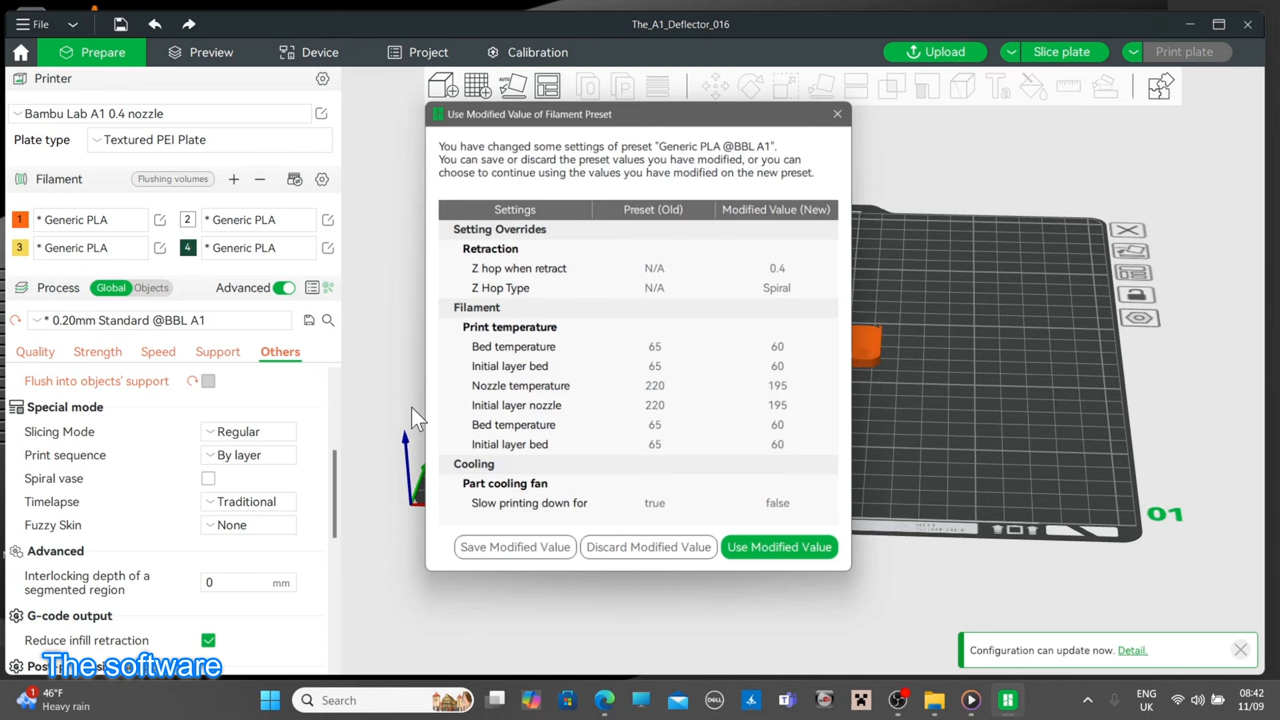 File
The_A1_Deflector_016
Prepare
Preview
Device
Project
Calibration
Upload
Slice plate
Print plate
Printer
Bambu Lab A1 0.4 nozzle
Plate type
Textured PEI Plate
Filament
Flushing volumes
1 * Generic PLA
2 * Generic PLA
3 * Generic PLA
4 * Generic PLA
Process
Global
Objects
Advanced
* 0.20mm Standard @BBL A1
Quality
Strength
Speed
Support
Others
Flush into objects' support
Special mode
Slicing Mode
Regular
Print sequence
By layer
Spiral vase
Timelapse
Traditional
Fuzzy Skin
None
Advanced
Interlocking depth of a
segmented region
0 mm
G-code output
Reduce infill retraction
The software
Use Modified Value of Filament Preset
You have changed some settings of preset "Generic PLA @BBL A1".
You can save or discard the preset values you have modified, or you can
choose to continue using the values you have modified on the new preset.
Settings Preset (Old) Modified Value (New)
Setting Overrides
Retraction
Z hop when retract N/A 0.4
Z Hop Type N/A Spiral
Filament
Print temperature
Bed temperature 65 60
Initial layer bed 65 60
Nozzle temperature 220 195
Initial layer nozzle 220 195
Bed temperature 65 60
Initial layer bed 65 60
Cooling
Part cooling fan
Slow printing down for true false
Save Modified Value
Discard Modified Value
Use Modified Value
01
Configuration can update now. Detail.
1
46°F
Heavy rain
Search
DELL
ENG
UK
08:42
11/09